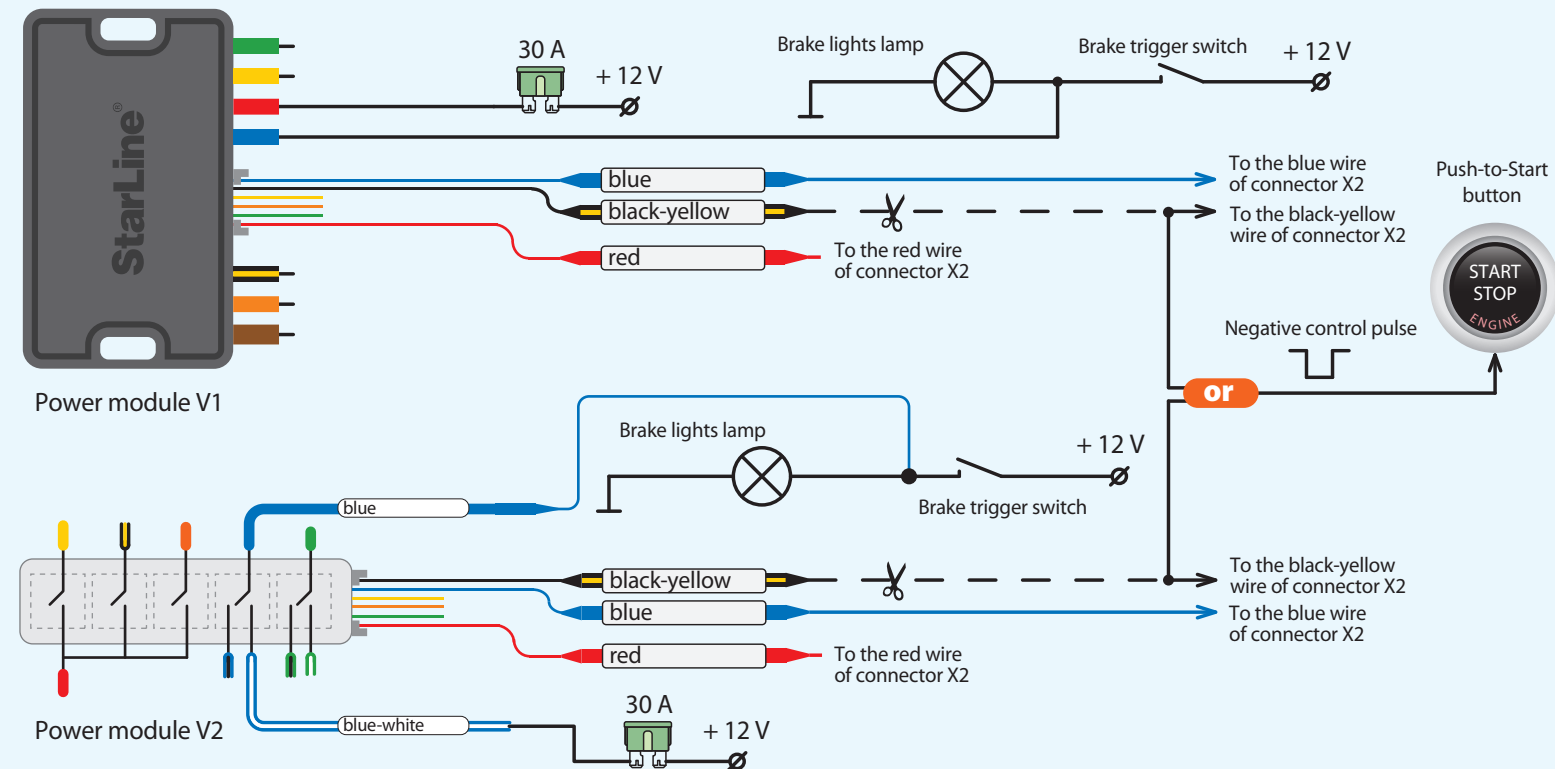 StarLine®
30 A
+ 12 V
Brake lights lamp
Brake trigger switch
+ 12 V
blue
To the blue wire
of connector X2
black-yellow
To the black-yellow
wire of connector X2
red
To the red wire
of connector X2
Push-to-Start
button
START
STOP
ENGINE
Negative control pulse
or
Power module V1
Brake lights lamp
+ 12 V
Brake trigger switch
blue
black-yellow
To the black-yellow
wire of connector X2
blue
To the blue wire
of connector X2
red
To the red wire
of connector X2
Power module V2
blue-white
30 A
+ 12 V